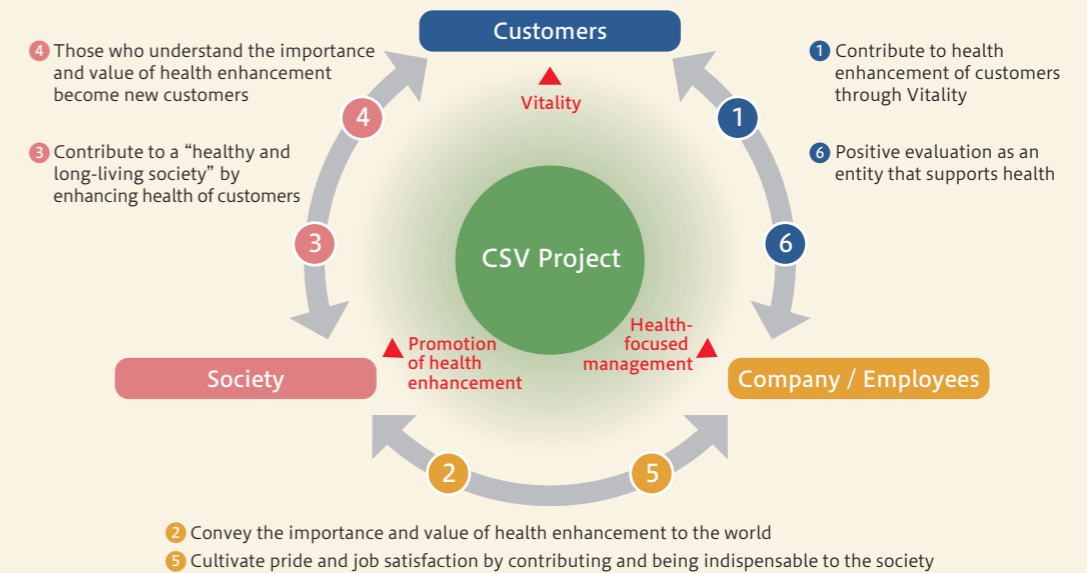 Customers
4 Those who understand the importance
and value of health enhancement
become new customers
1 Contribute to health
enhancement of customers
through Vitality
Vitality
4
1
3 Contribute to a “healthy and
long-living society” by
enhancing health of customers
6 Positive evaluation as an
entity that supports health
3
CSV Project
6
Promotion
of health
enhancement
Health-
focused
management
Society
Company / Employees
2
5
2 Convey the importance and value of health enhancement to the world
5 Cultivate pride and job satisfaction by contributing and being indispensable to the society